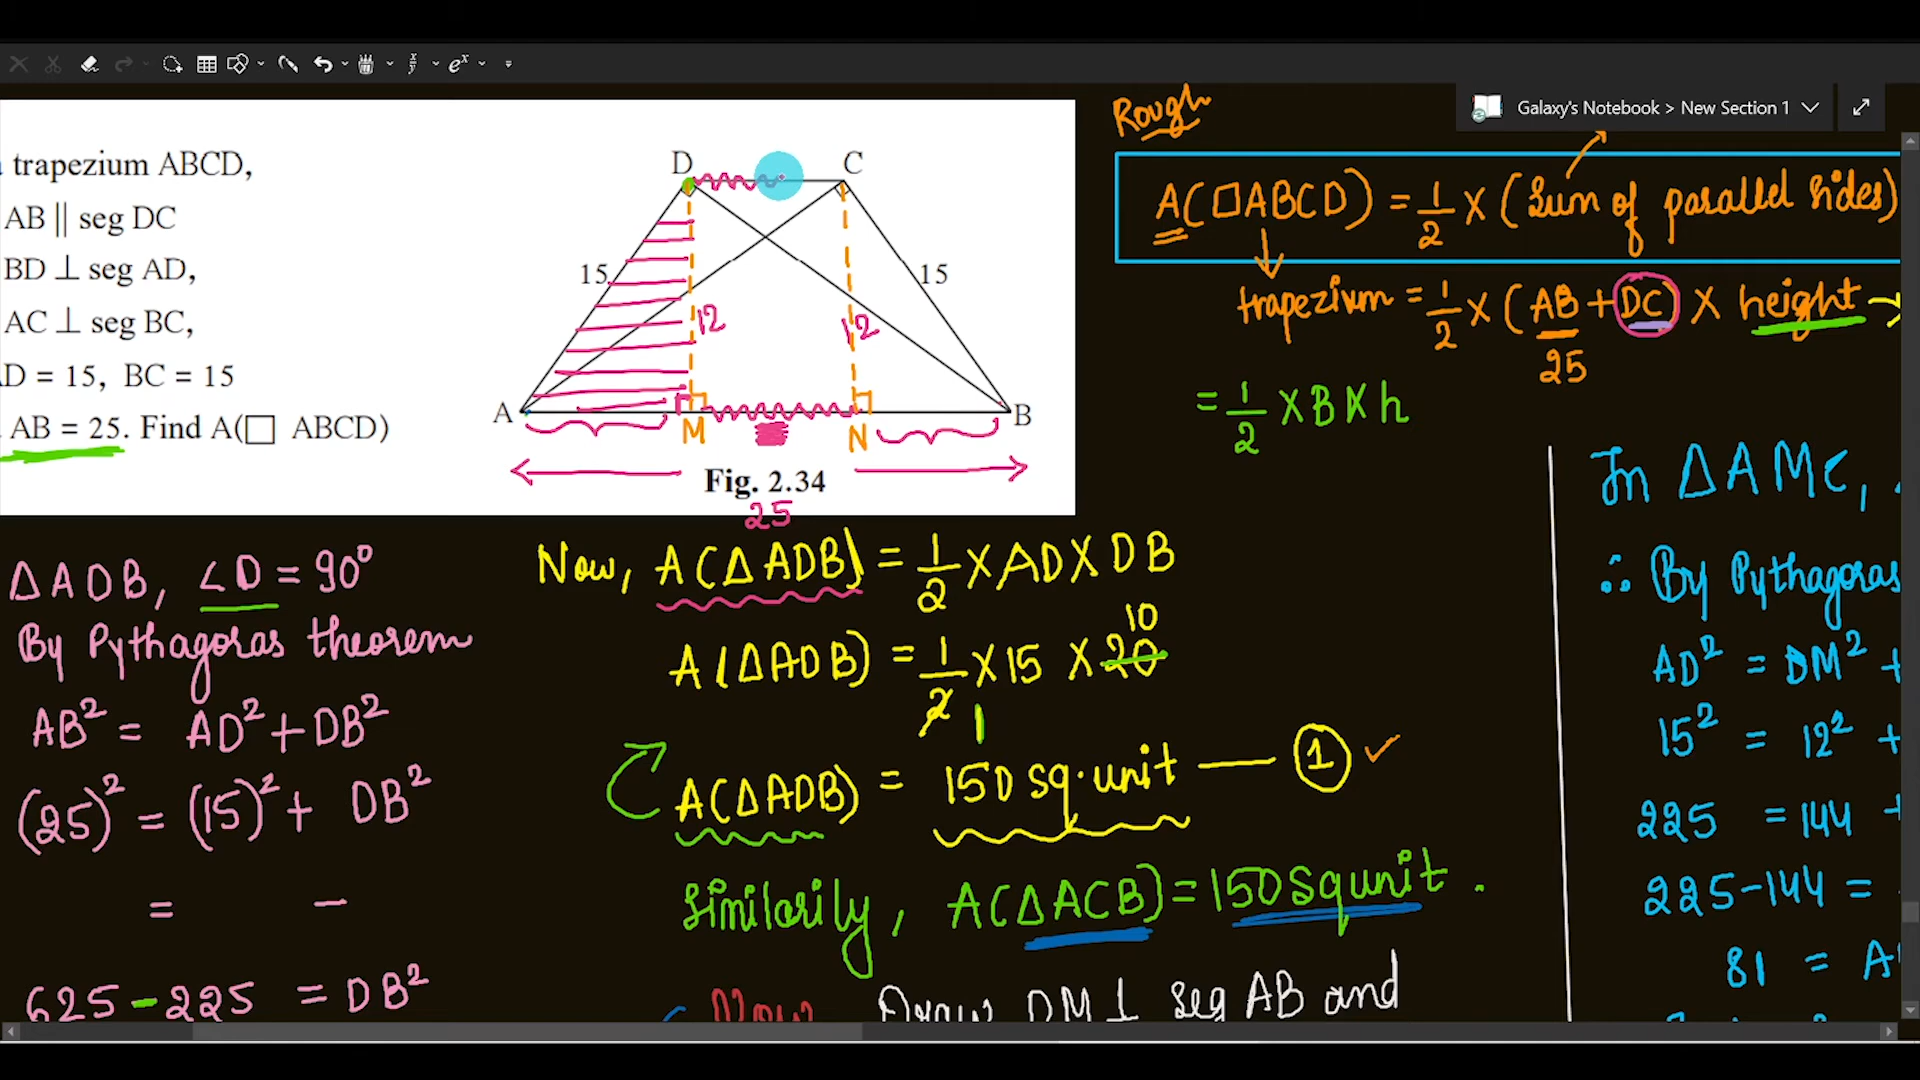 Galaxy's Notebook > New Section 1
Rough
trapezium ABCD,
AB || seg DC
BD ⊥ seg AD,
AC ⊥ seg BC,
D = 15, BC = 15
AB = 25. Find A(□ ABCD)
D C
15 15
12 12
A M N B
Fig. 2.34
25
A(□ABCD) = 1/2 × (Sum of parallel sides)
trapezium = 1/2 × (AB + DC) × height →
25
= 1/2 × B × h
ΔADB, ∠D = 90°
By Pythagoras theorem
AB² = AD² + DB²
(25)² = (15)² + DB²
= –
625 - 225 = DB²
Now, A(ΔADB) = 1/2 × AD × DB
10
A(ΔADB) = 1/2 × 15 × 20
1
A(ΔADB) = 150 sq.unit — 1 ✓
Similarily, A(ΔACB) = 150 sq unit.
Now Draw DM ⊥ seg AB and
In ΔAMC,
∴ By Pythagoras
AD² = DM² +
15² = 12² +
225 = 144 +
225-144 =
81 = A